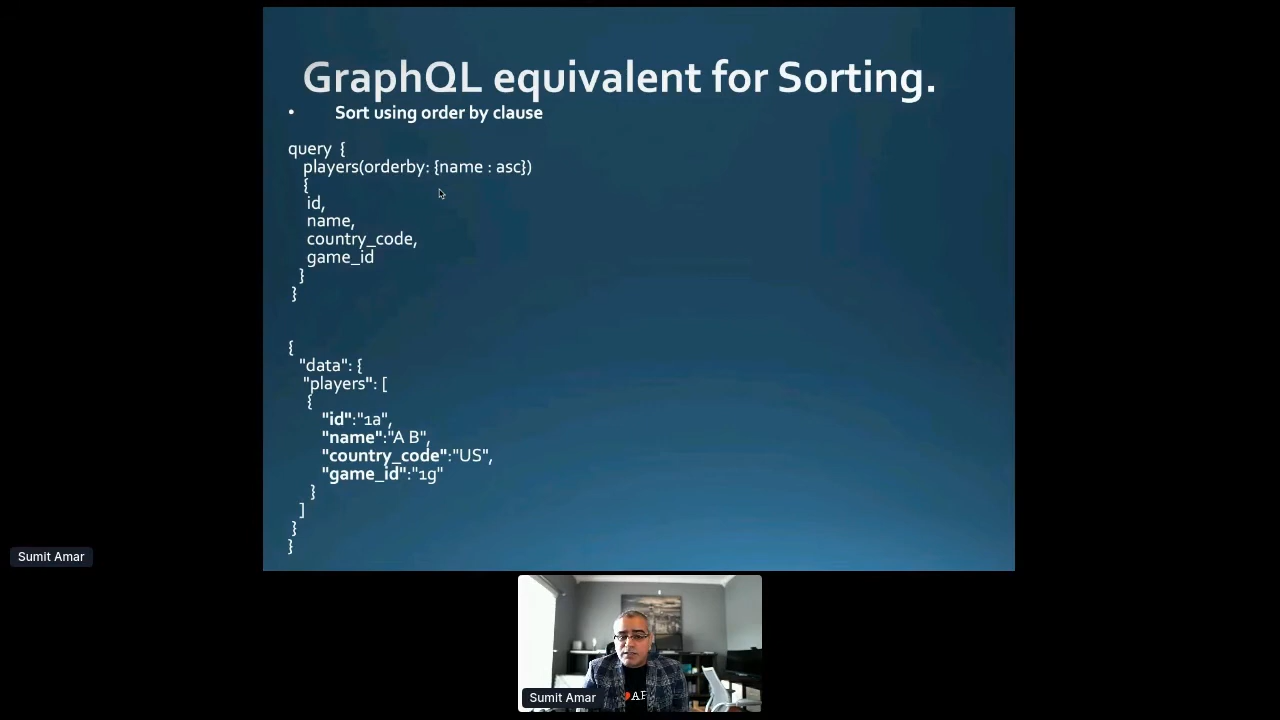 GraphQL equivalent for Sorting.
• Sort using order by clause
query {
players(orderby: {name : asc})
{
id,
name,
country_code,
game_id
}
}
{
"data": {
"players": [
{
"id":"1a",
"name":"A B",
"country_code":"US",
"game_id":"1g"
}
]
}
}
Sumit Amar
Sumit Amar